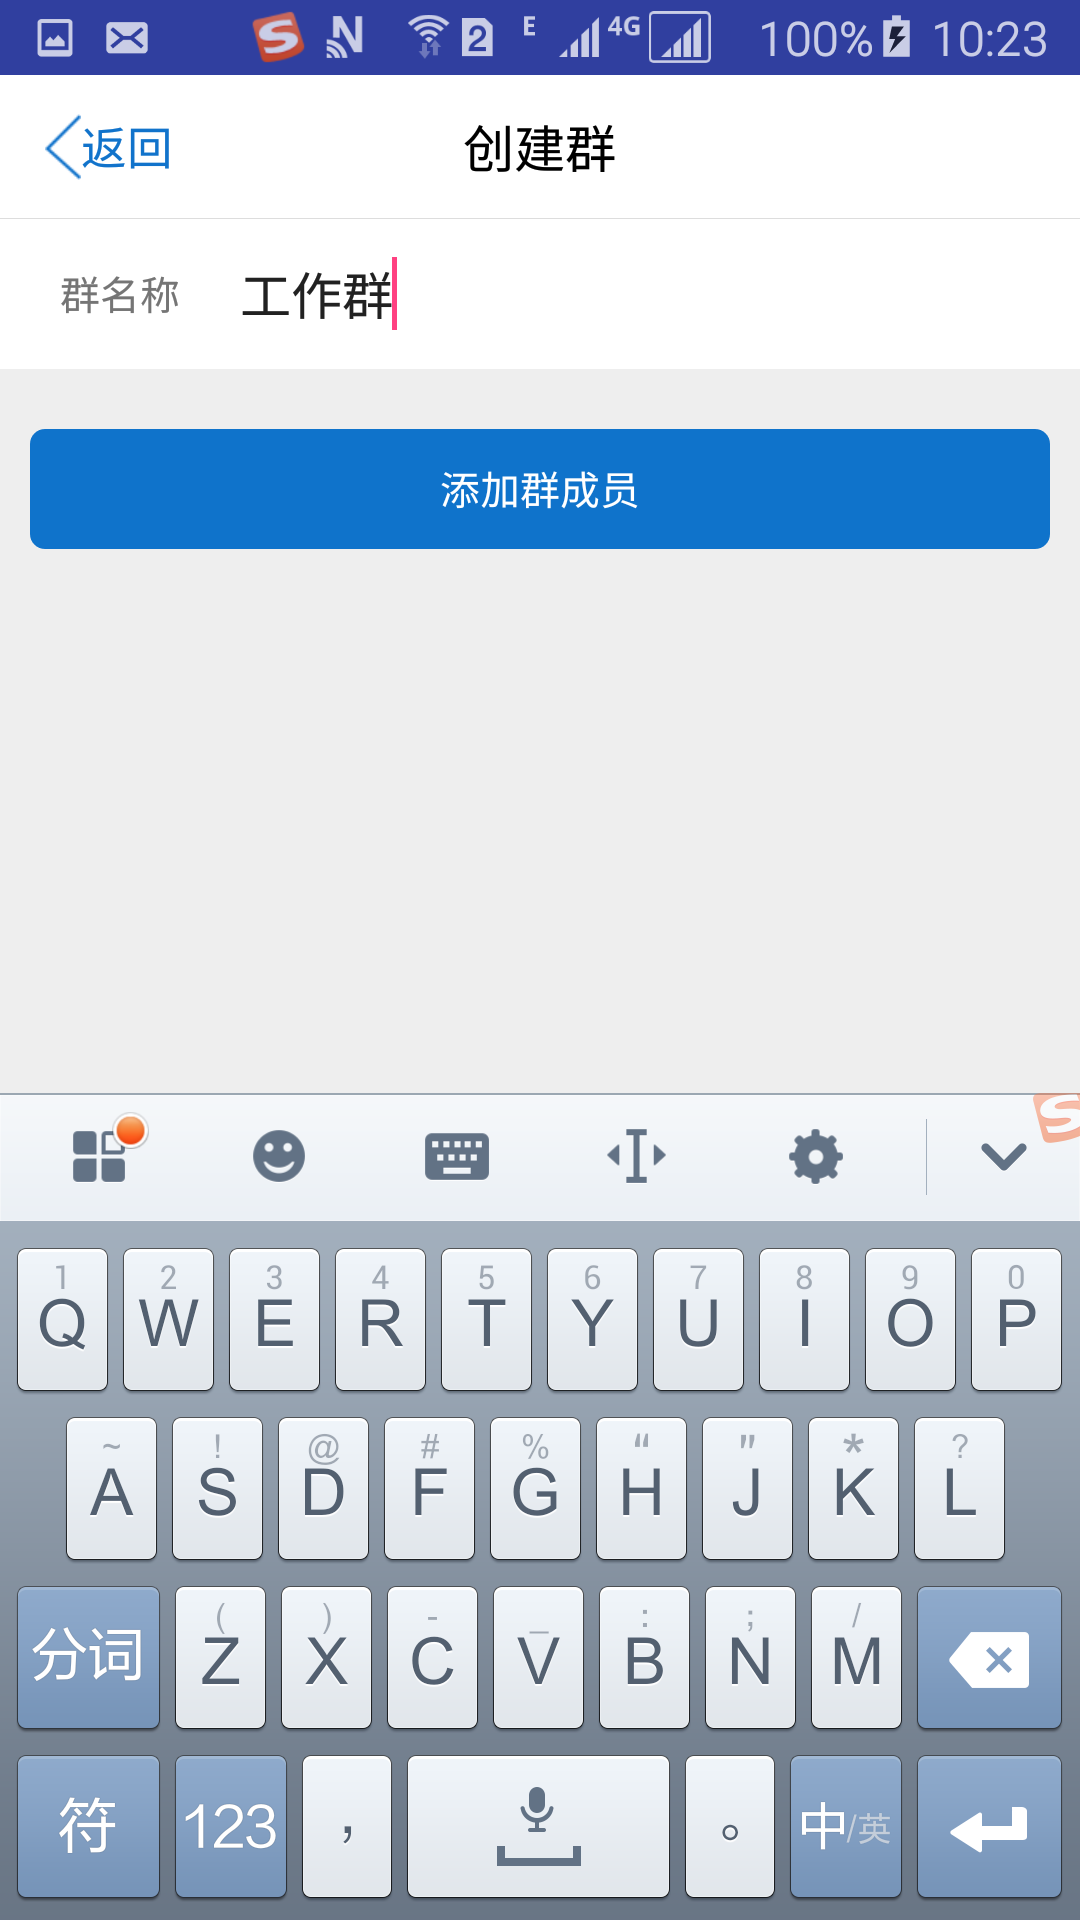 E 4G 100% 10:23
返回 创建群
群名称 工作群
添加群成员
1 2 3 4 5 6 7 8 9 0
Q W E R T Y U I O P
~ ! @ # % “ " * ?
A S D F G H J K L
( ) - _ : ; /
分词 Z X C V B N M
符 123 , 。 中/英